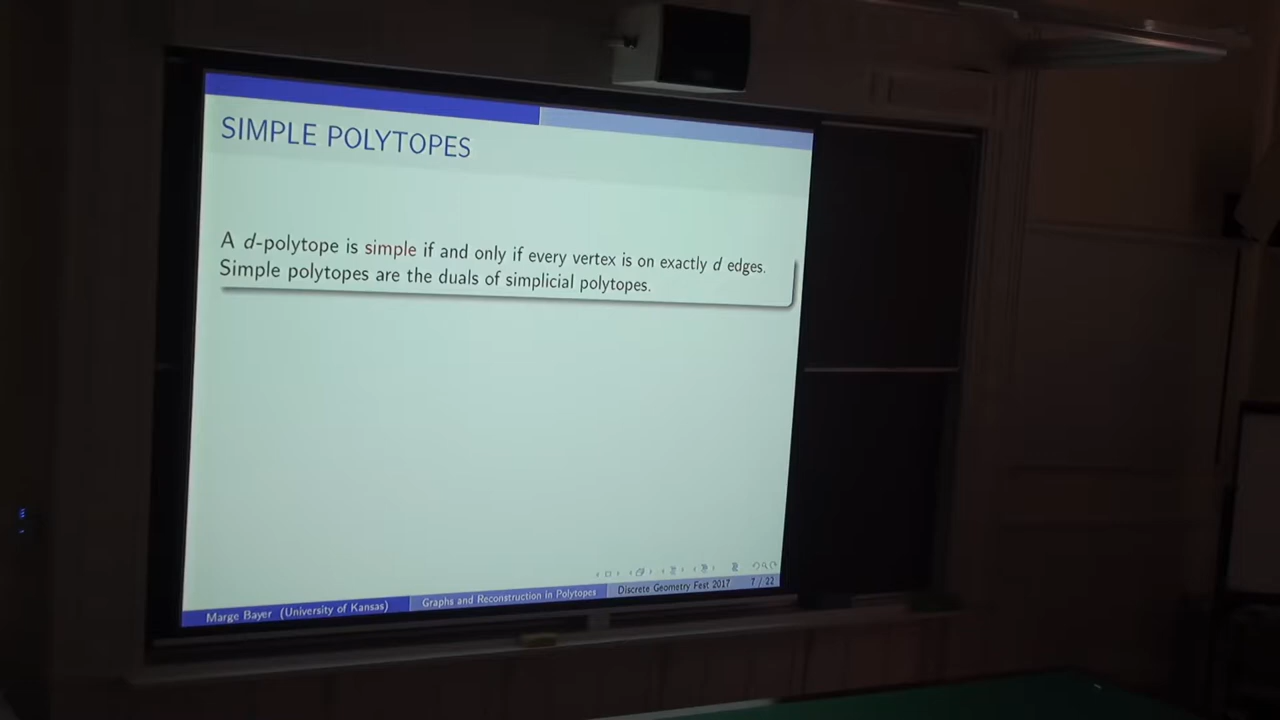 SIMPLE POLYTOPES
A d-polytope is simple if and only if every vertex is on exactly d edges.
Simple polytopes are the duals of simplicial polytopes.
Marge Bayer (University of Kansas) Graphs and Reconstruction in Polytopes Discrete Geometry Fest 2017 7 / 22